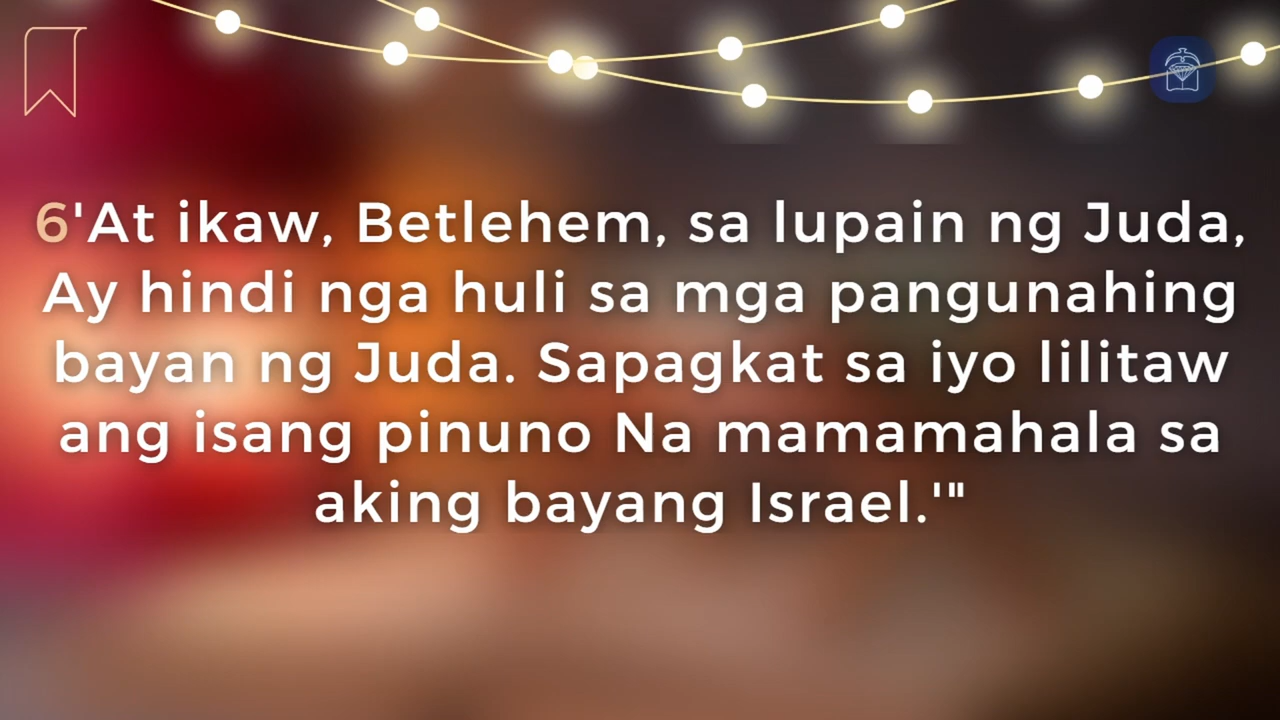 6'At ikaw, Betlehem, sa lupain ng Juda,
Ay hindi nga huli sa mga pangunahing
bayan ng Juda. Sapagkat sa iyo lilitaw
ang isang pinuno Na mamamahala sa
aking bayang Israel.'"